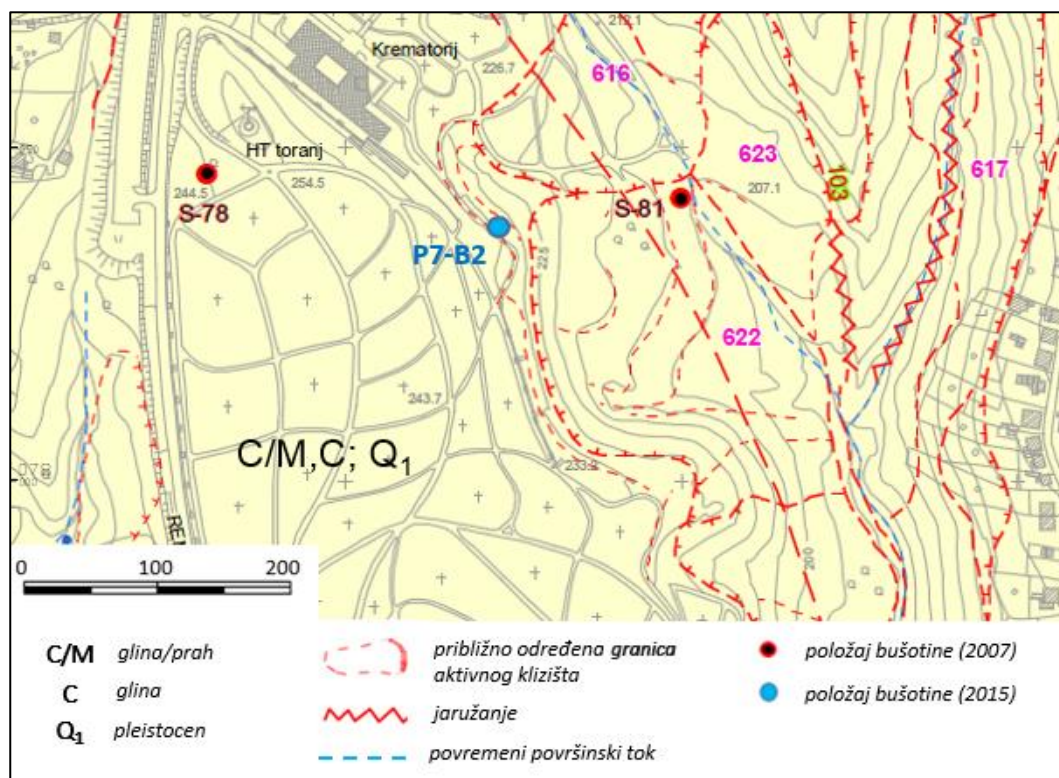 212.1
Krematorij
226.7
616
250
HT toranj
623
617
103
244.5
254.5
207.1
S-78
S-81
P7-B2
225
622
243.7
C/M,C; Q₁
233.2
200
0 100 200
C/M glina/prah
C glina
Q₁ pleistocen
približno određena granica
aktivnog klizišta
jaružanje
povremeni površinski tok
položaj bušotine (2007)
položaj bušotine (2015)